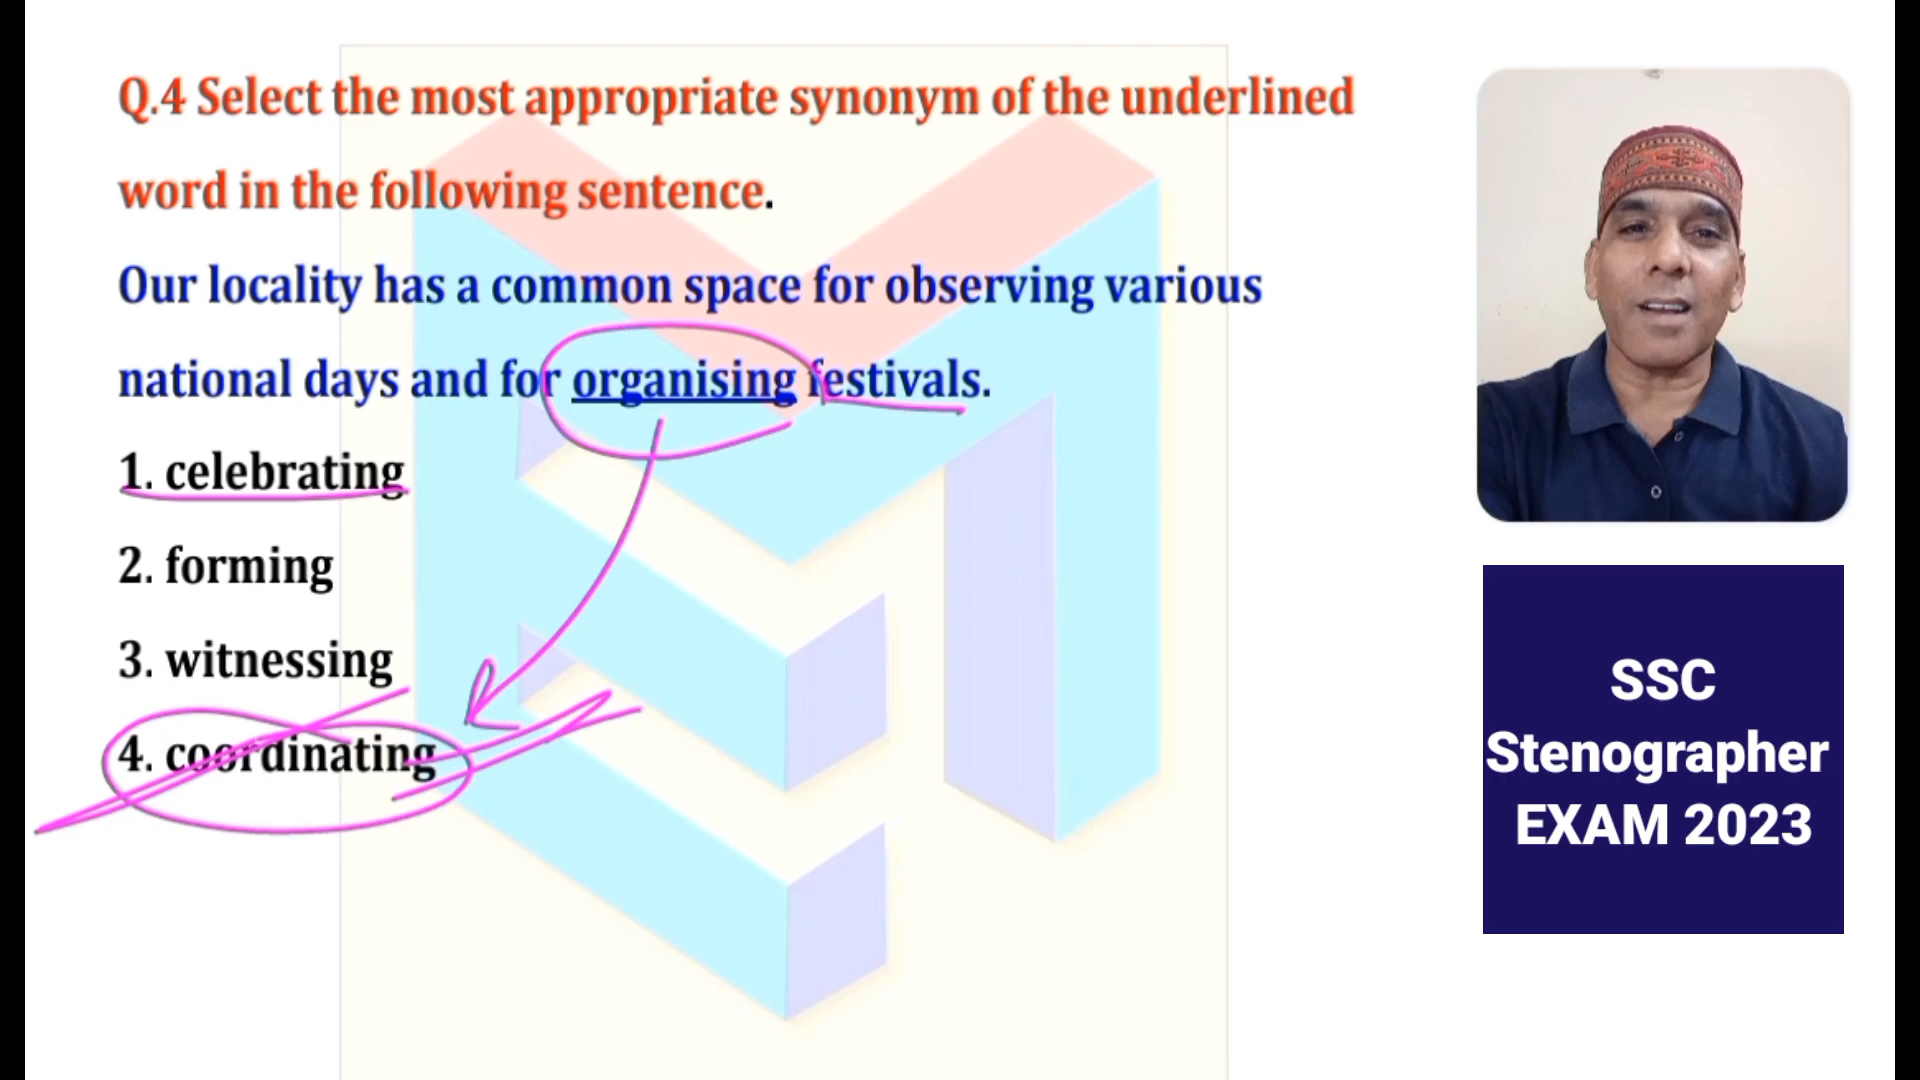 Q.4 Select the most appropriate synonym of the underlined
word in the following sentence.
Our locality has a common space for observing various
national days and for organising festivals.
1. celebrating
2. forming
3. witnessing
4. coordinating
SSC
Stenographer
EXAM 2023